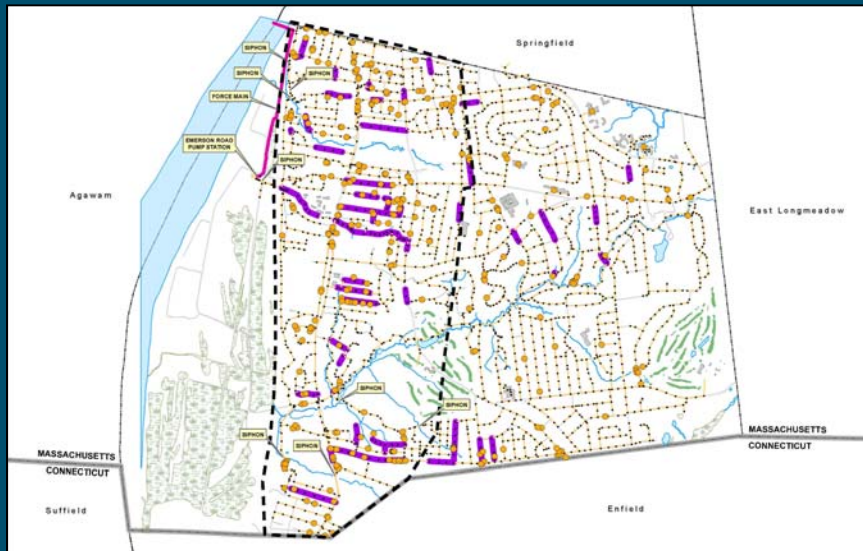 Springfield
SIPHON
SIPHON
SIPHON
FORCE MAIN
EMERSON ROAD
PUMP STATION
SIPHON
Agawam
East Longmeadow
SIPHON
SIPHON
SIPHON
SIPHON
MASSACHUSETTS
CONNECTICUT
MASSACHUSETTS
CONNECTICUT
Suffield
Enfield